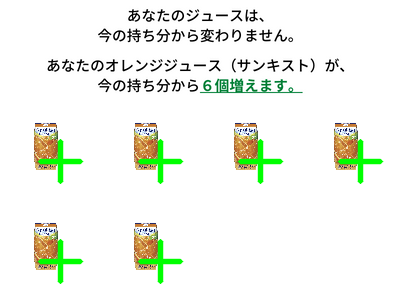 あなたのジュースは、
今の持ち分から変わりません。
あなたのオレンジジュース（サンキスト）が、
今の持ち分から６個増えます。